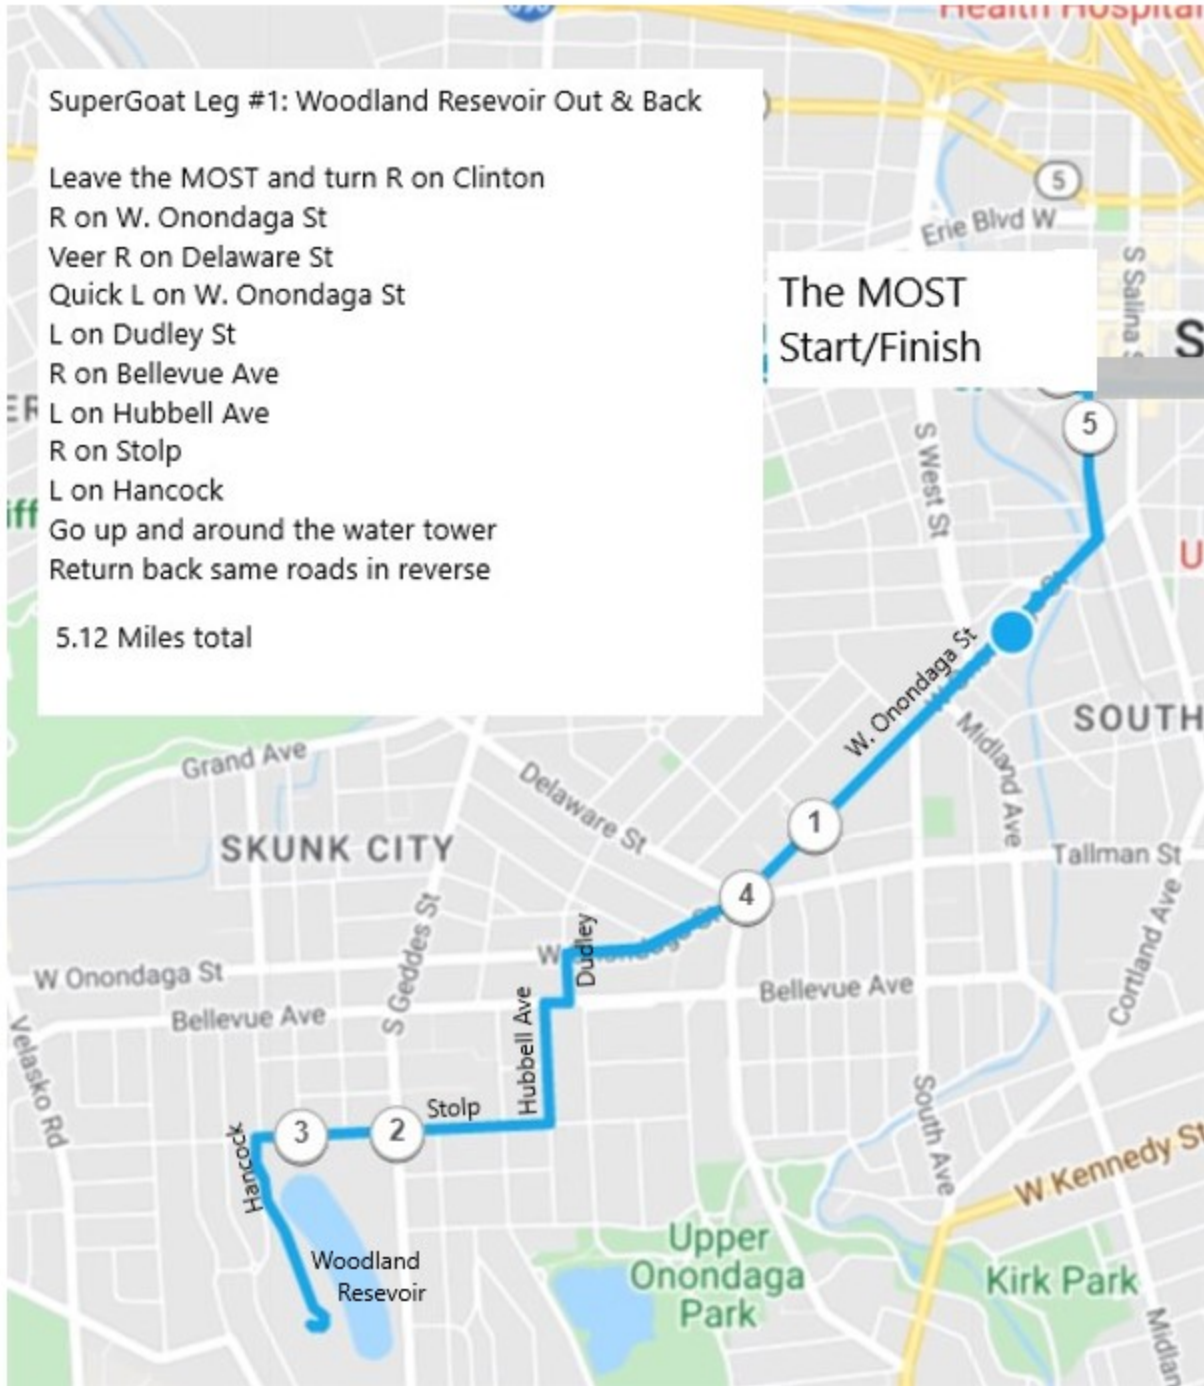 Health Hospital
SuperGoat Leg #1: Woodland Resevoir Out & Back
Leave the MOST and turn R on Clinton
R on W. Onondaga St
Veer R on Delaware St
Quick L on W. Onondaga St
L on Dudley St
R on Bellevue Ave
L on Hubbell Ave
R on Stolp
L on Hancock
Go up and around the water tower
Return back same roads in reverse
5.12 Miles total
5
Erie Blvd W
S Salina
The MOST
Start/Finish
5
S West St
W. Onondaga St
SOUTH
Midland Ave
Grand Ave
Delaware St
1
SKUNK CITY
Tallman St
4
Dudley
W Onondaga St
S Geddes St
Bellevue Ave
Cortland Ave
Bellevue Ave
Hubbell Ave
Velasko Rd
Stolp
South Ave
3
2
Hancock
W Kennedy St
Woodland
Resevoir
Upper
Onondaga
Park
Kirk Park